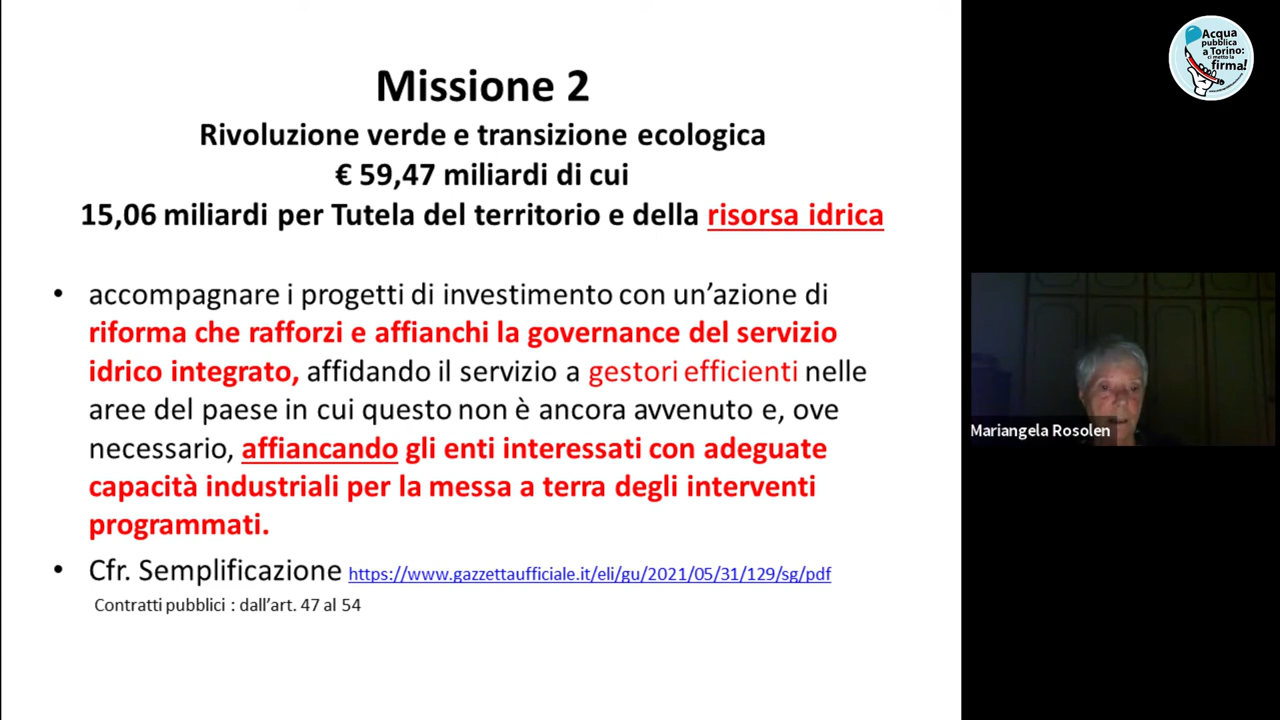 Missione 2
Rivoluzione verde e transizione ecologica
€ 59,47 miliardi di cui
15,06 miliardi per Tutela del territorio e della risorsa idrica
• accompagnare i progetti di investimento con un’azione di
riforma che rafforzi e affianchi la governance del servizio
idrico integrato, affidando il servizio a gestori efficienti nelle
aree del paese in cui questo non è ancora avvenuto e, ove
necessario, affiancando gli enti interessati con adeguate
capacità industriali per la messa a terra degli interventi
programmati.
• Cfr. Semplificazione https://www.gazzettaufficiale.it/eli/gu/2021/05/31/129/sg/pdf
Contratti pubblici : dall’art. 47 al 54
Acqua
pubblica
a Torino:
ci metto la
firma!
Mariangela Rosolen